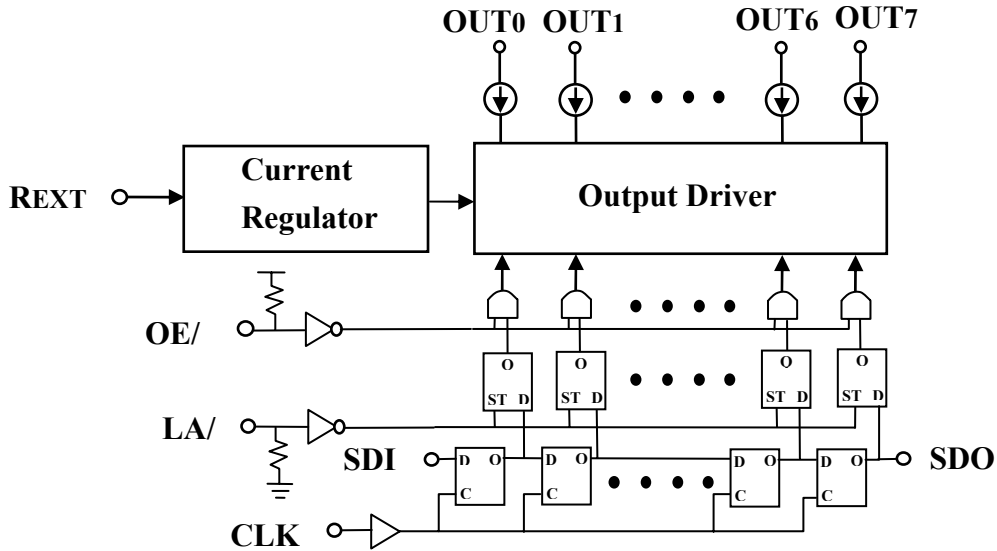 OUT0 OUT1 OUT6 OUT7
Current
Regulator
Output Driver
REXT
OE/
O O O O
ST D ST D ST D ST D
LA/
SDI
D O D O D O D O
SDO
C C C C
CLK